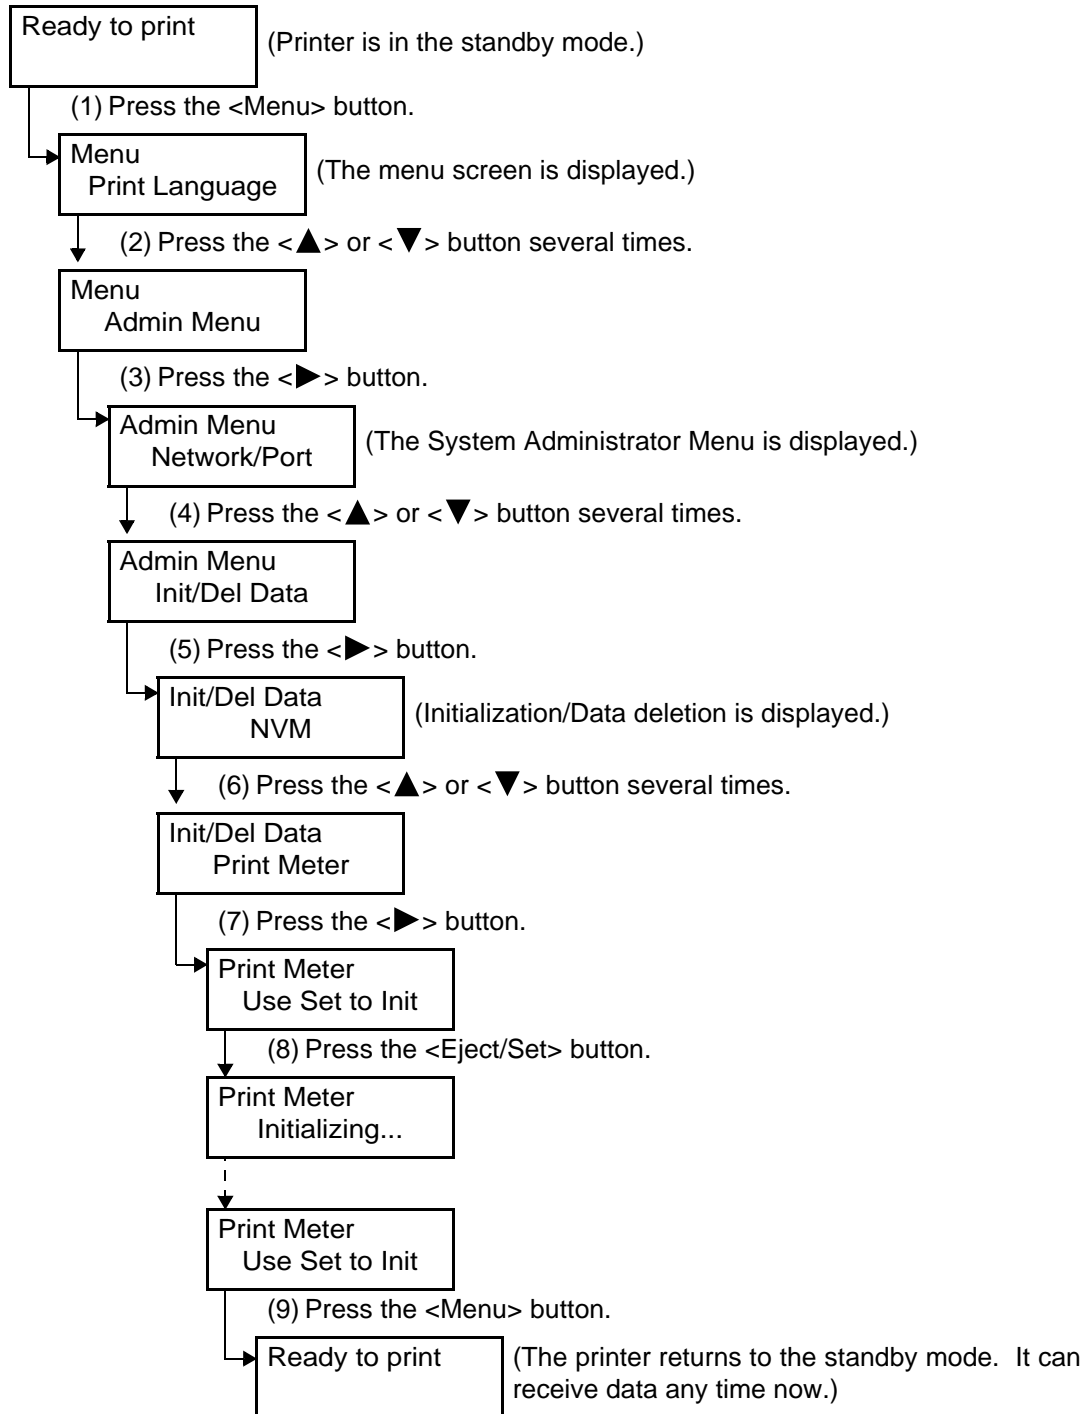 Ready to print
(Printer is in the standby mode.)
(1) Press the <Menu> button.
Menu
Print Language
(The menu screen is displayed.)
(2) Press the <▲> or <▼> button several times.
Menu
Admin Menu
(3) Press the <▶> button.
Admin Menu
Network/Port
(The System Administrator Menu is displayed.)
(4) Press the <▲> or <▼> button several times.
Admin Menu
Init/Del Data
(5) Press the <▶> button.
Init/Del Data
NVM
(Initialization/Data deletion is displayed.)
(6) Press the <▲> or <▼> button several times.
Init/Del Data
Print Meter
(7) Press the <▶> button.
Print Meter
Use Set to Init
(8) Press the <Eject/Set> button.
Print Meter
Initializing...
Print Meter
Use Set to Init
(9) Press the <Menu> button.
Ready to print
(The printer returns to the standby mode. It can
receive data any time now.)